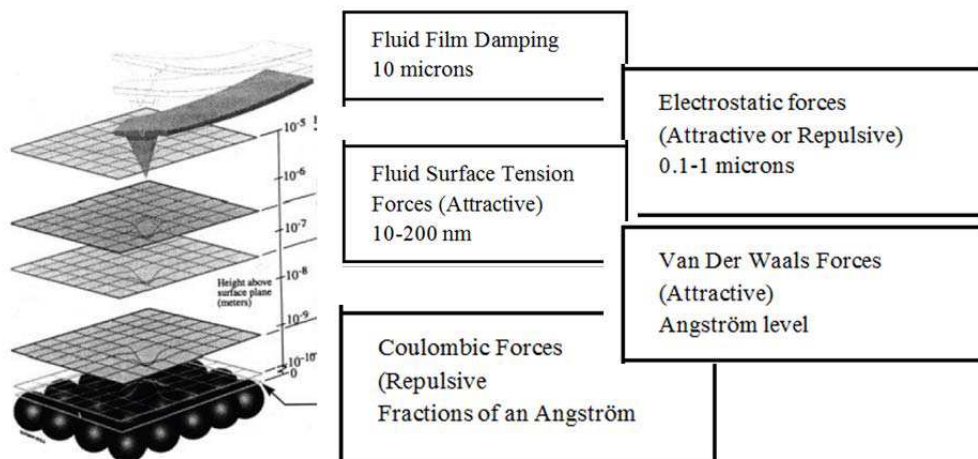 Fluid Film Damping
10 microns
Electrostatic forces
(Attractive or Repulsive)
0.1-1 microns
Fluid Surface Tension
Forces (Attractive)
10-200 nm
Van Der Waals Forces
(Attractive)
Angström level
Coulombic Forces
(Repulsive
Fractions of an Angström
10-5
10-6
10-7
10-8
Height above
surface plane
(meters)
10-9
10-10
0